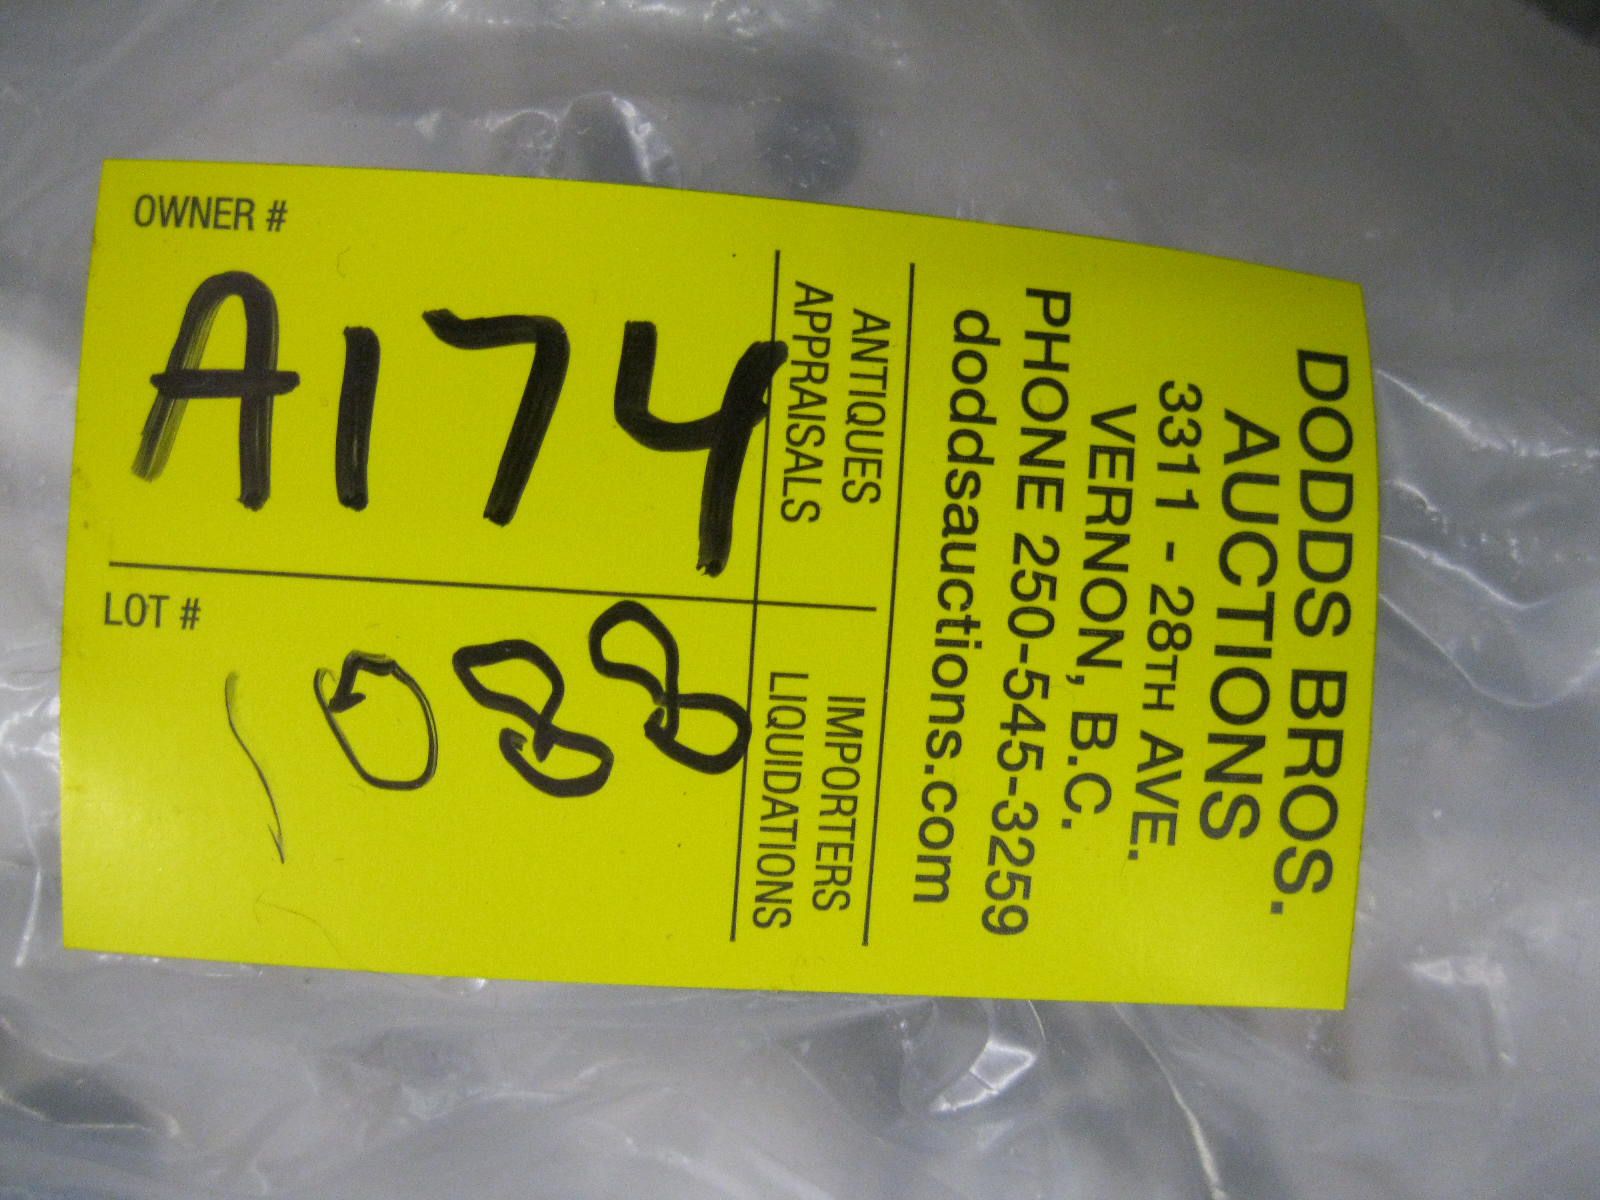 DODDS BROS.
AUCTIONS
3311 - 28TH AVE.
VERNON, B.C.
PHONE 250-545-3259
doddsauctions.com
ANTIQUES
APPRAISALS
IMPORTERS
LIQUIDATIONS
OWNER #
A174
LOT #
088